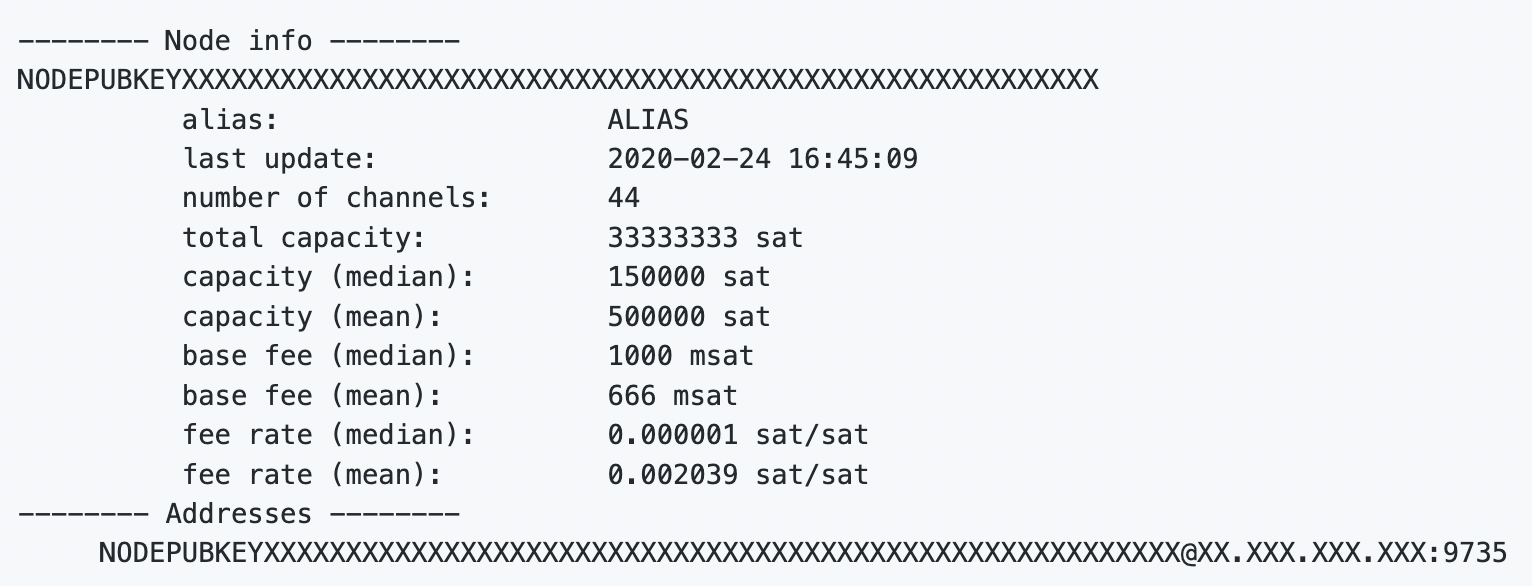 -------- Node info --------
NODEPUBKEYXXXXXXXXXXXXXXXXXXXXXXXXXXXXXXXXXXXXXXXXXXXXXXXXXXXXXXXX
alias: ALIAS
last update: 2020-02-24 16:45:09
number of channels: 44
total capacity: 33333333 sat
capacity (median): 150000 sat
capacity (mean): 500000 sat
base fee (median): 1000 msat
base fee (mean): 666 msat
fee rate (median): 0.000001 sat/sat
fee rate (mean): 0.002039 sat/sat
-------- Addresses --------
NODEPUBKEYXXXXXXXXXXXXXXXXXXXXXXXXXXXXXXXXXXXXXXXXXXXXXXXXXXXXXXXX@XX.XXX.XXX.XXX:9735